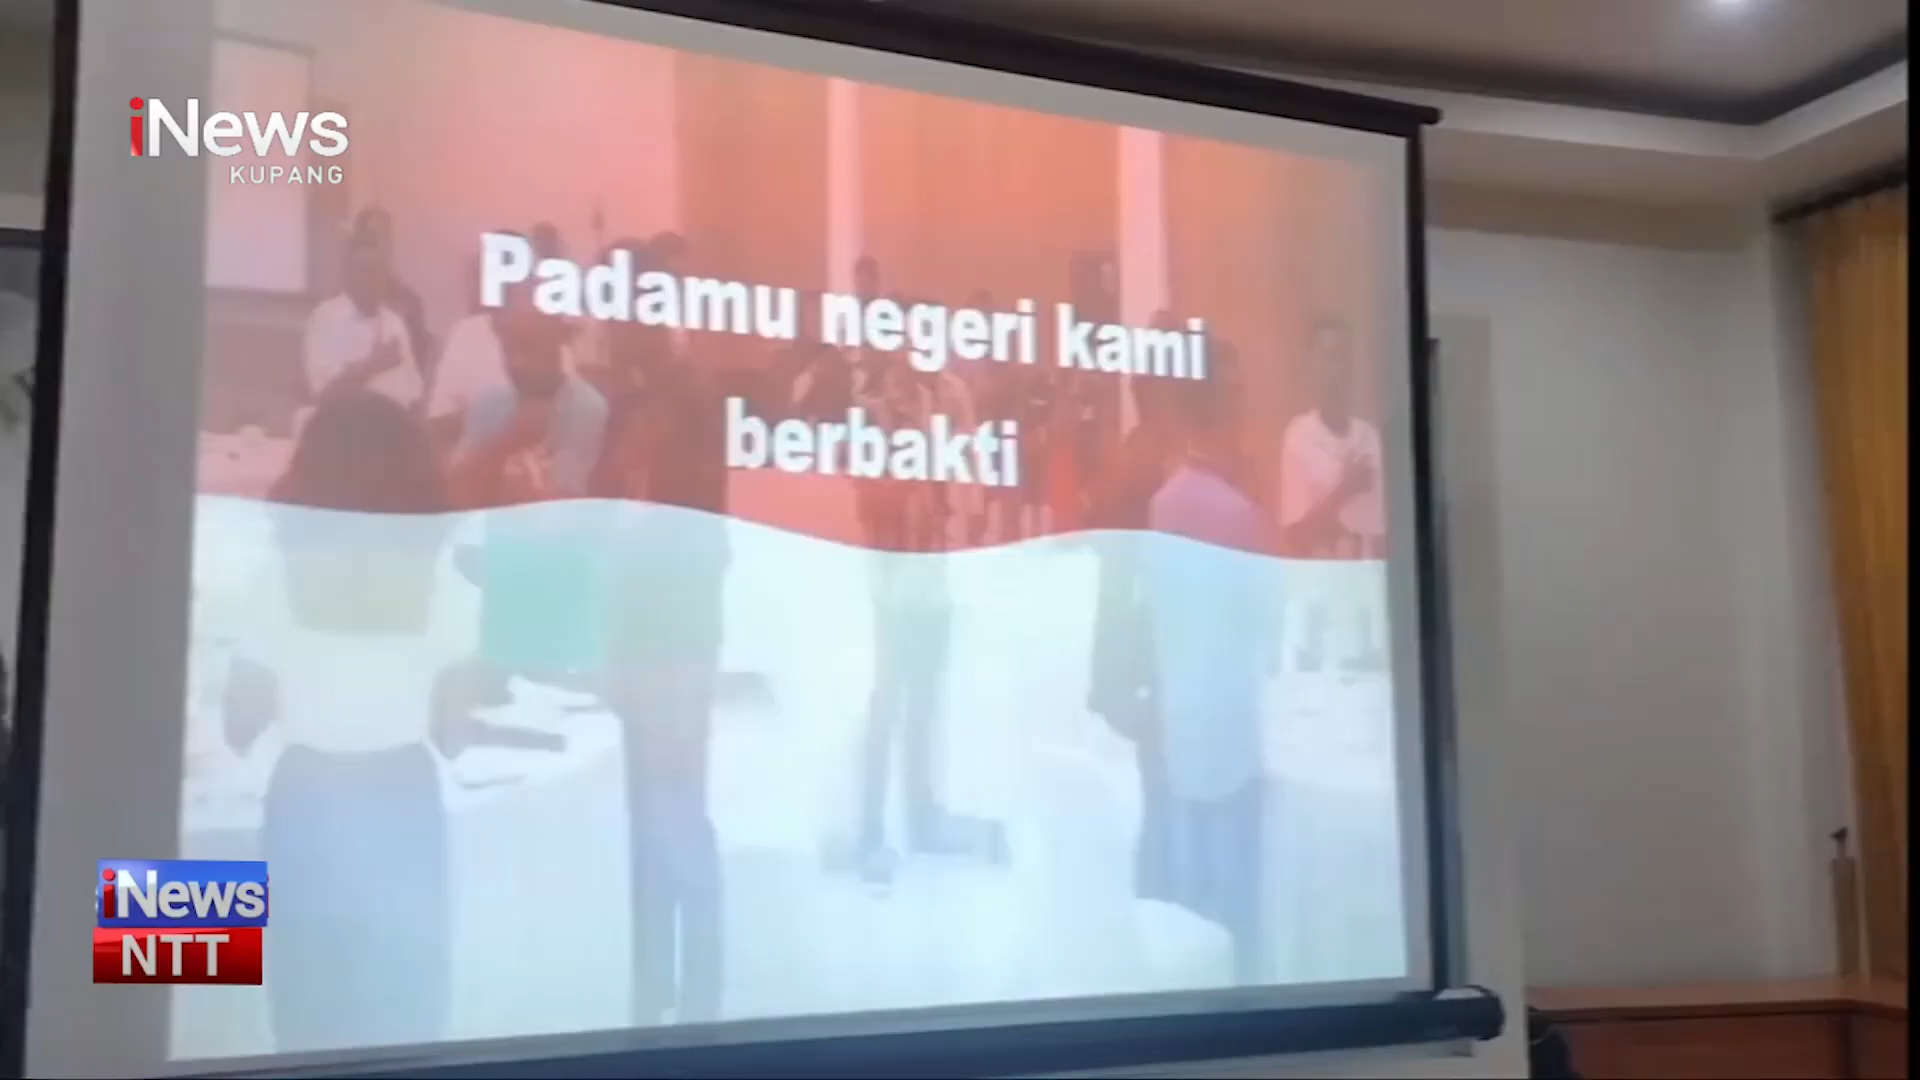 iNews
KUPANG
Padamu negeri kami
berbakti
iNews
NTT